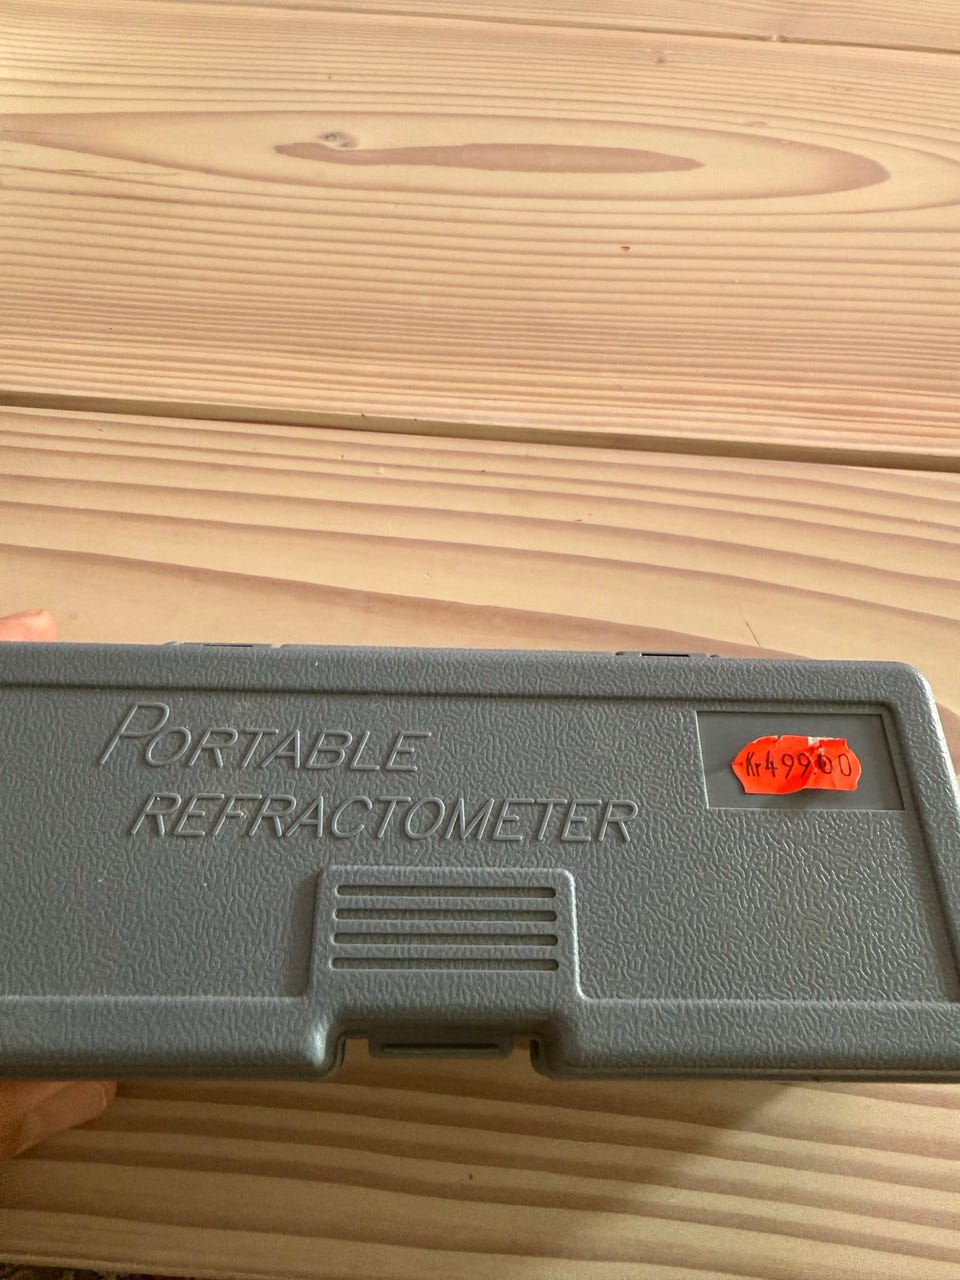 PORTABLE
REFRACTOMETER
Kr499.00